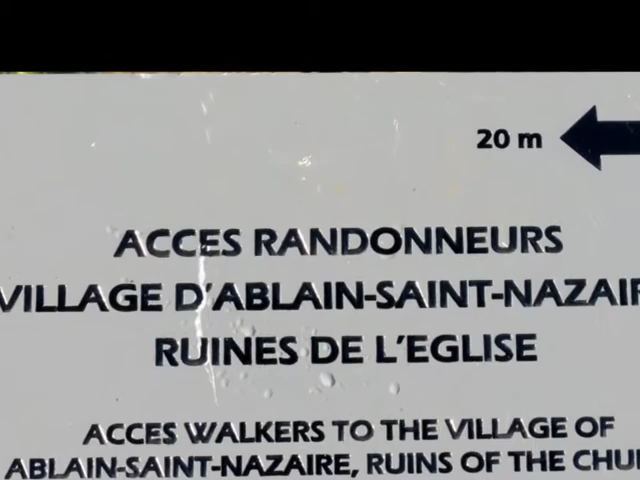 20 m
ACCES RANDONNEURS
VILLAGE D'ABLAIN-SAINT-NAZAIR
RUINES DE L'EGLISE
ACCES WALKERS TO THE VILLAGE OF
ABLAIN-SAINT-NAZAIRE, RUINS OF THE CHU